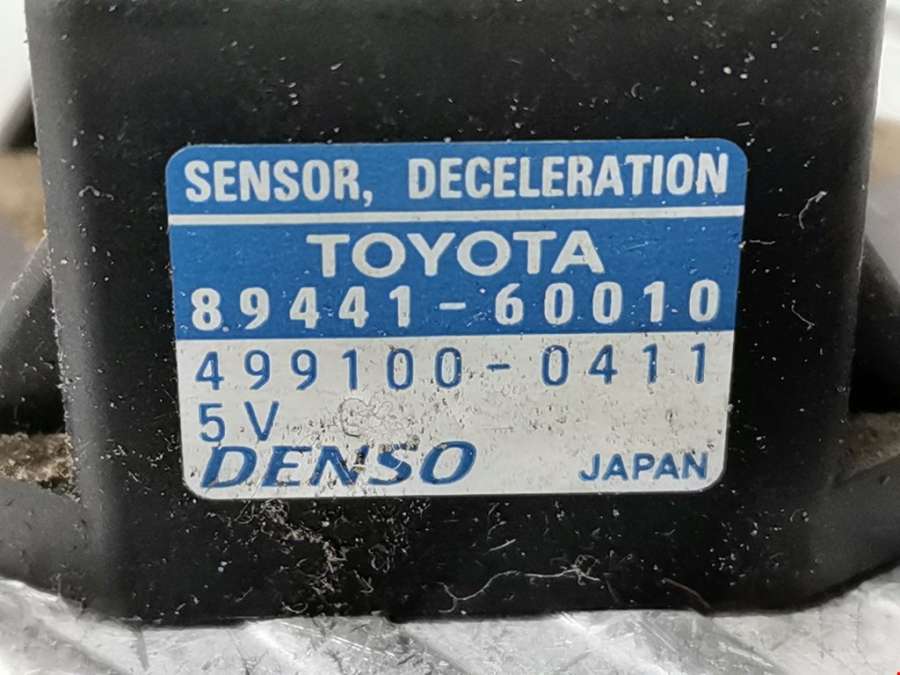 SENSOR, DECELERATION
TOYOTA
89441-60010
499100-0411
5V
DENSO JAPAN